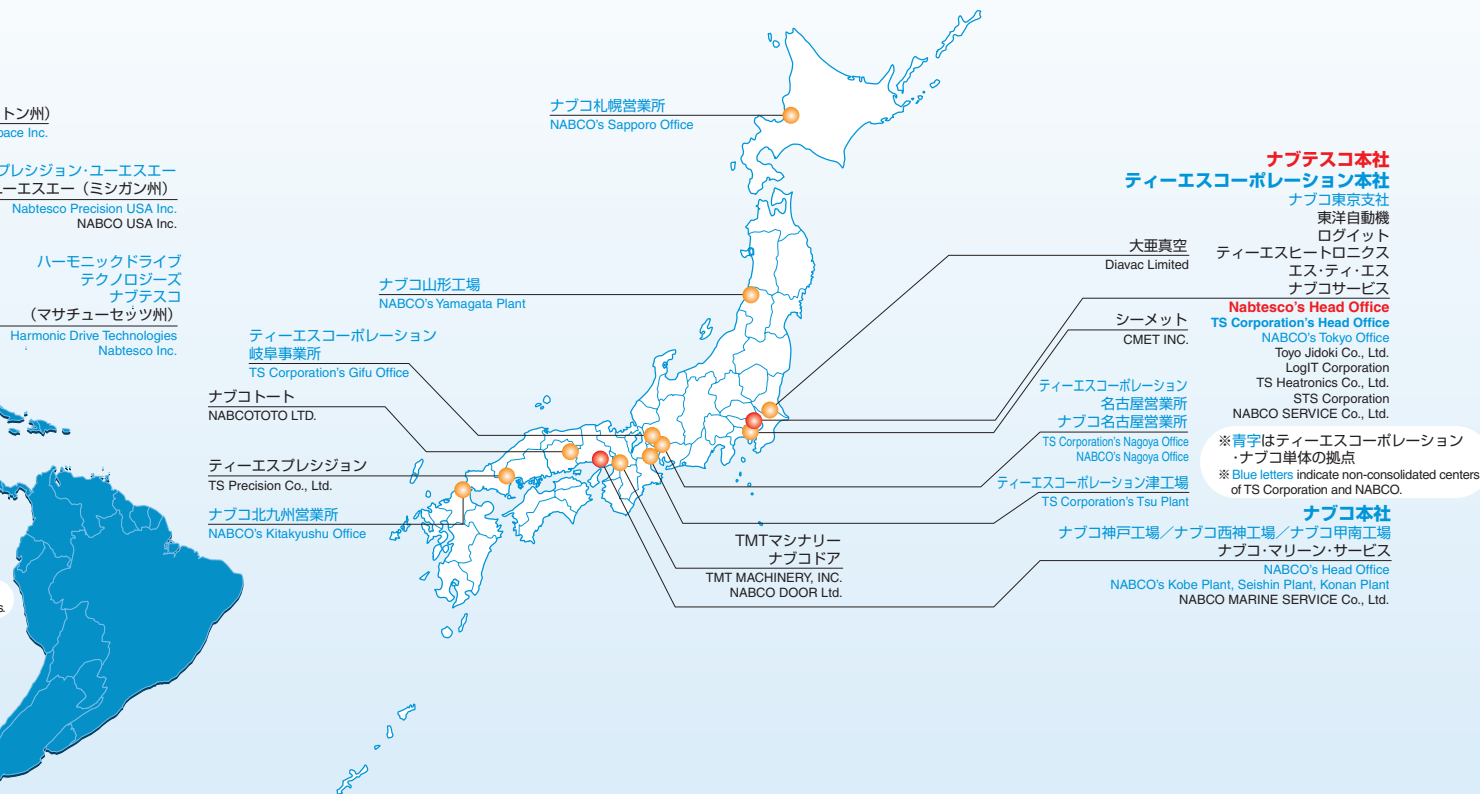 トン州）
pace Inc.
プレシジョン・ユーエスエー
ユーエスエー（ミシガン州）
Nabtesco Precision USA Inc.
NABCO USA Inc.
ハーモニックドライブ
テクノロジーズ
ナブテスコ
（マサチューセッツ州）
Harmonic Drive Technologies
Nabtesco Inc.
s.
ナブコ札幌営業所
NABCO's Sapporo Office
ナブコ山形工場
NABCO's Yamagata Plant
ティーエスコーポレーション
岐阜事業所
TS Corporation's Gifu Office
ナブコトート
NABCOTOTO LTD.
ティーエスプレシジョン
TS Precision Co., Ltd.
ナブコ北九州営業所
NABCO's Kitakyushu Office
TMTマシナリー
ナブコドア
TMT MACHINERY, INC.
NABCO DOOR Ltd.
大亜真空
Diavac Limited
シーメット
CMET INC.
ティーエスコーポレーション
名古屋営業所
ナブコ名古屋営業所
TS Corporation's Nagoya Office
NABCO's Nagoya Office
ティーエスコーポレーション津工場
TS Corporation's Tsu Plant
ナブテスコ本社
ティーエスコーポレーション本社
ナブコ東京支社
東洋自動機
ログイット
ティーエスヒートロニクス
エス・ティ・エス
ナブコサービス
Nabtesco's Head Office
TS Corporation's Head Office
NABCO's Tokyo Office
Toyo Jidoki Co., Ltd.
LogIT Corporation
TS Heatronics Co., Ltd.
STS Corporation
NABCO SERVICE Co., Ltd.
※青字はティーエスコーポレーション
・ナブコ単体の拠点
※Blue letters indicate non-consolidated centers
of TS Corporation and NABCO.
ナブコ本社
ナブコ神戸工場／ナブコ西神工場／ナブコ甲南工場
ナブコ・マリーン・サービス
NABCO's Head Office
NABCO's Kobe Plant, Seishin Plant, Konan Plant
NABCO MARINE SERVICE Co., Ltd.